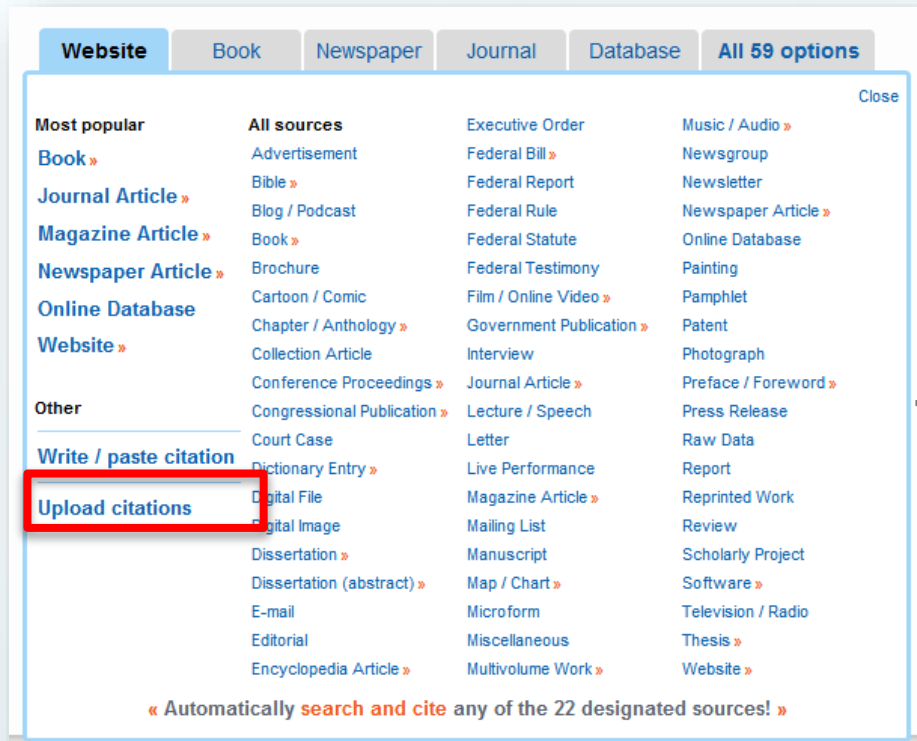 Website Book Newspaper Journal Database All 59 options
Close
Most popular
Book »
Journal Article »
Magazine Article »
Newspaper Article »
Online Database
Website »
Other
Write / paste citation
Upload citations
All sources
Advertisement
Bible »
Blog / Podcast
Book »
Brochure
Cartoon / Comic
Chapter / Anthology »
Collection Article
Conference Proceedings »
Congressional Publication »
Court Case
Dictionary Entry »
Digital File
Digital Image
Dissertation »
Dissertation (abstract) »
E-mail
Editorial
Encyclopedia Article »
Executive Order
Federal Bill »
Federal Report
Federal Rule
Federal Statute
Federal Testimony
Film / Online Video »
Government Publication »
Interview
Journal Article »
Lecture / Speech
Letter
Live Performance
Magazine Article »
Mailing List
Manuscript
Map / Chart »
Microform
Miscellaneous
Multivolume Work »
Music / Audio »
Newsgroup
Newsletter
Newspaper Article »
Online Database
Painting
Pamphlet
Patent
Photograph
Preface / Foreword »
Press Release
Raw Data
Report
Reprinted Work
Review
Scholarly Project
Software »
Television / Radio
Thesis »
Website »
« Automatically search and cite any of the 22 designated sources! »